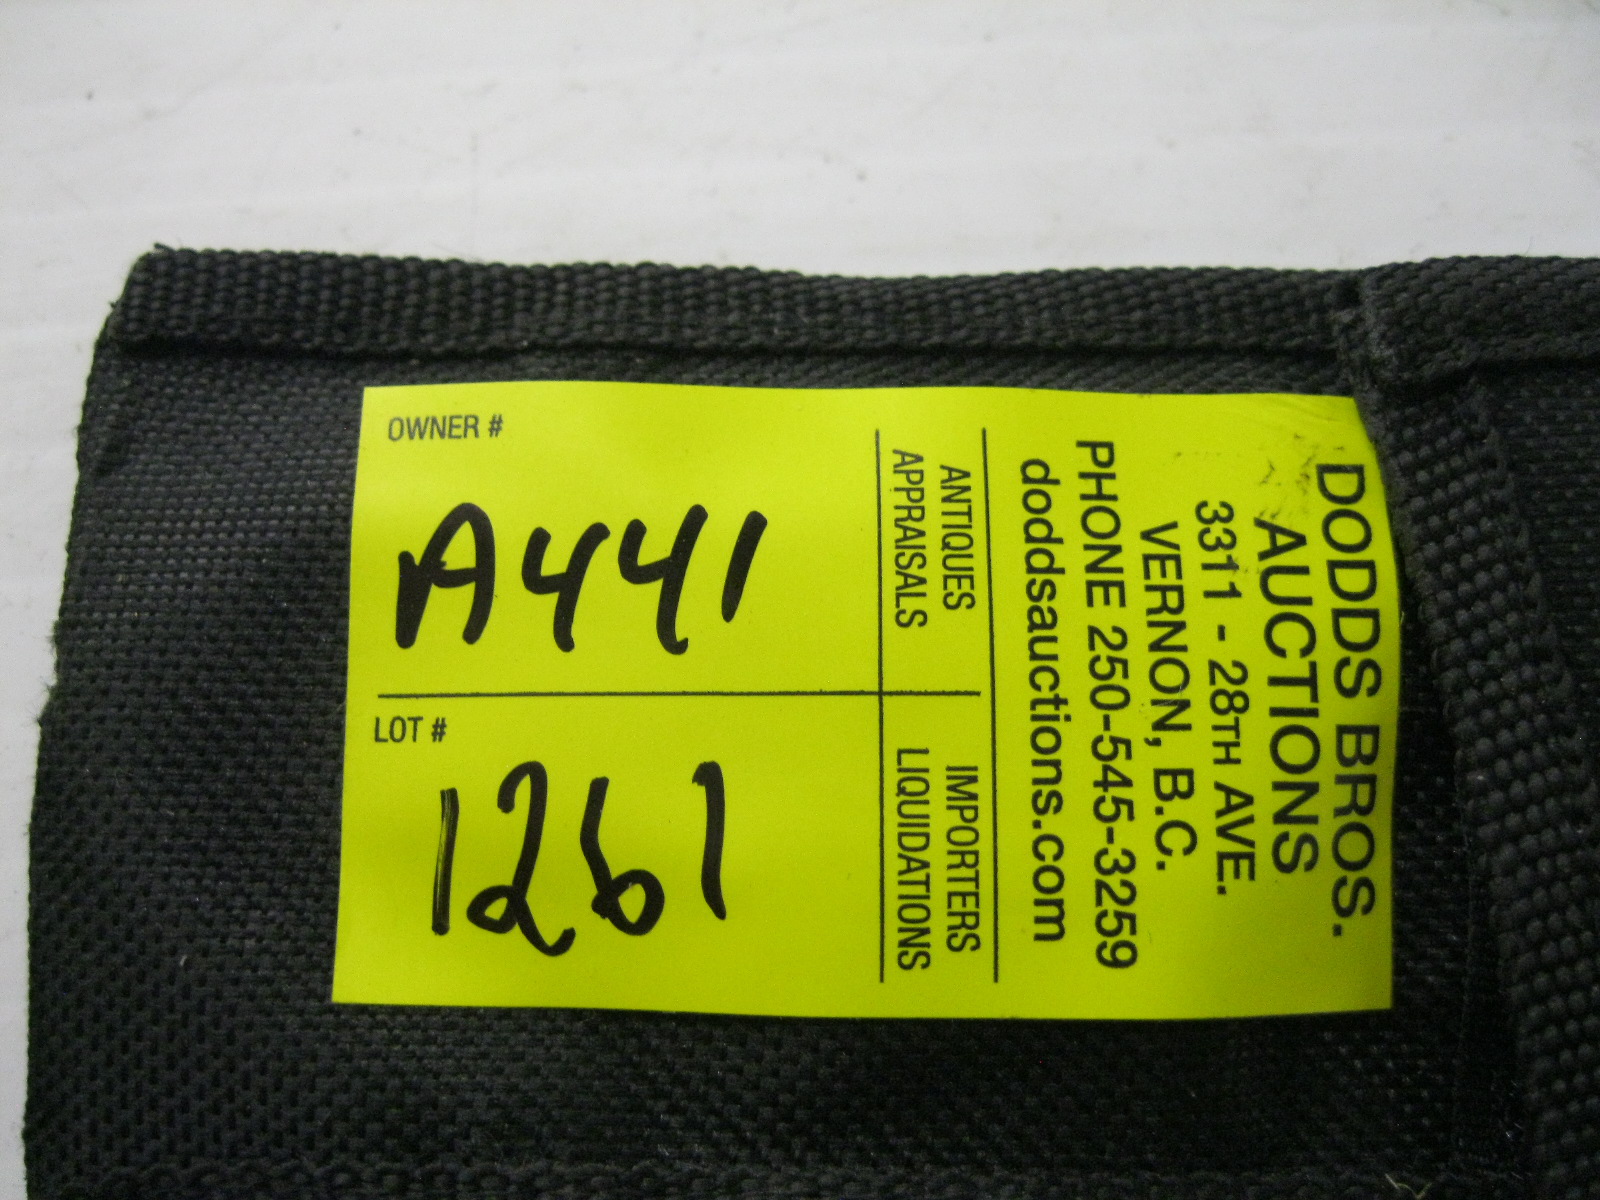 DODDS BROS.
AUCTIONS
3311 - 28TH AVE.
VERNON, B.C.
PHONE 250-545-3259
doddsauctions.com
ANTIQUES
APPRAISALS
IMPORTERS
LIQUIDATIONS
OWNER #
A441
LOT #
1261